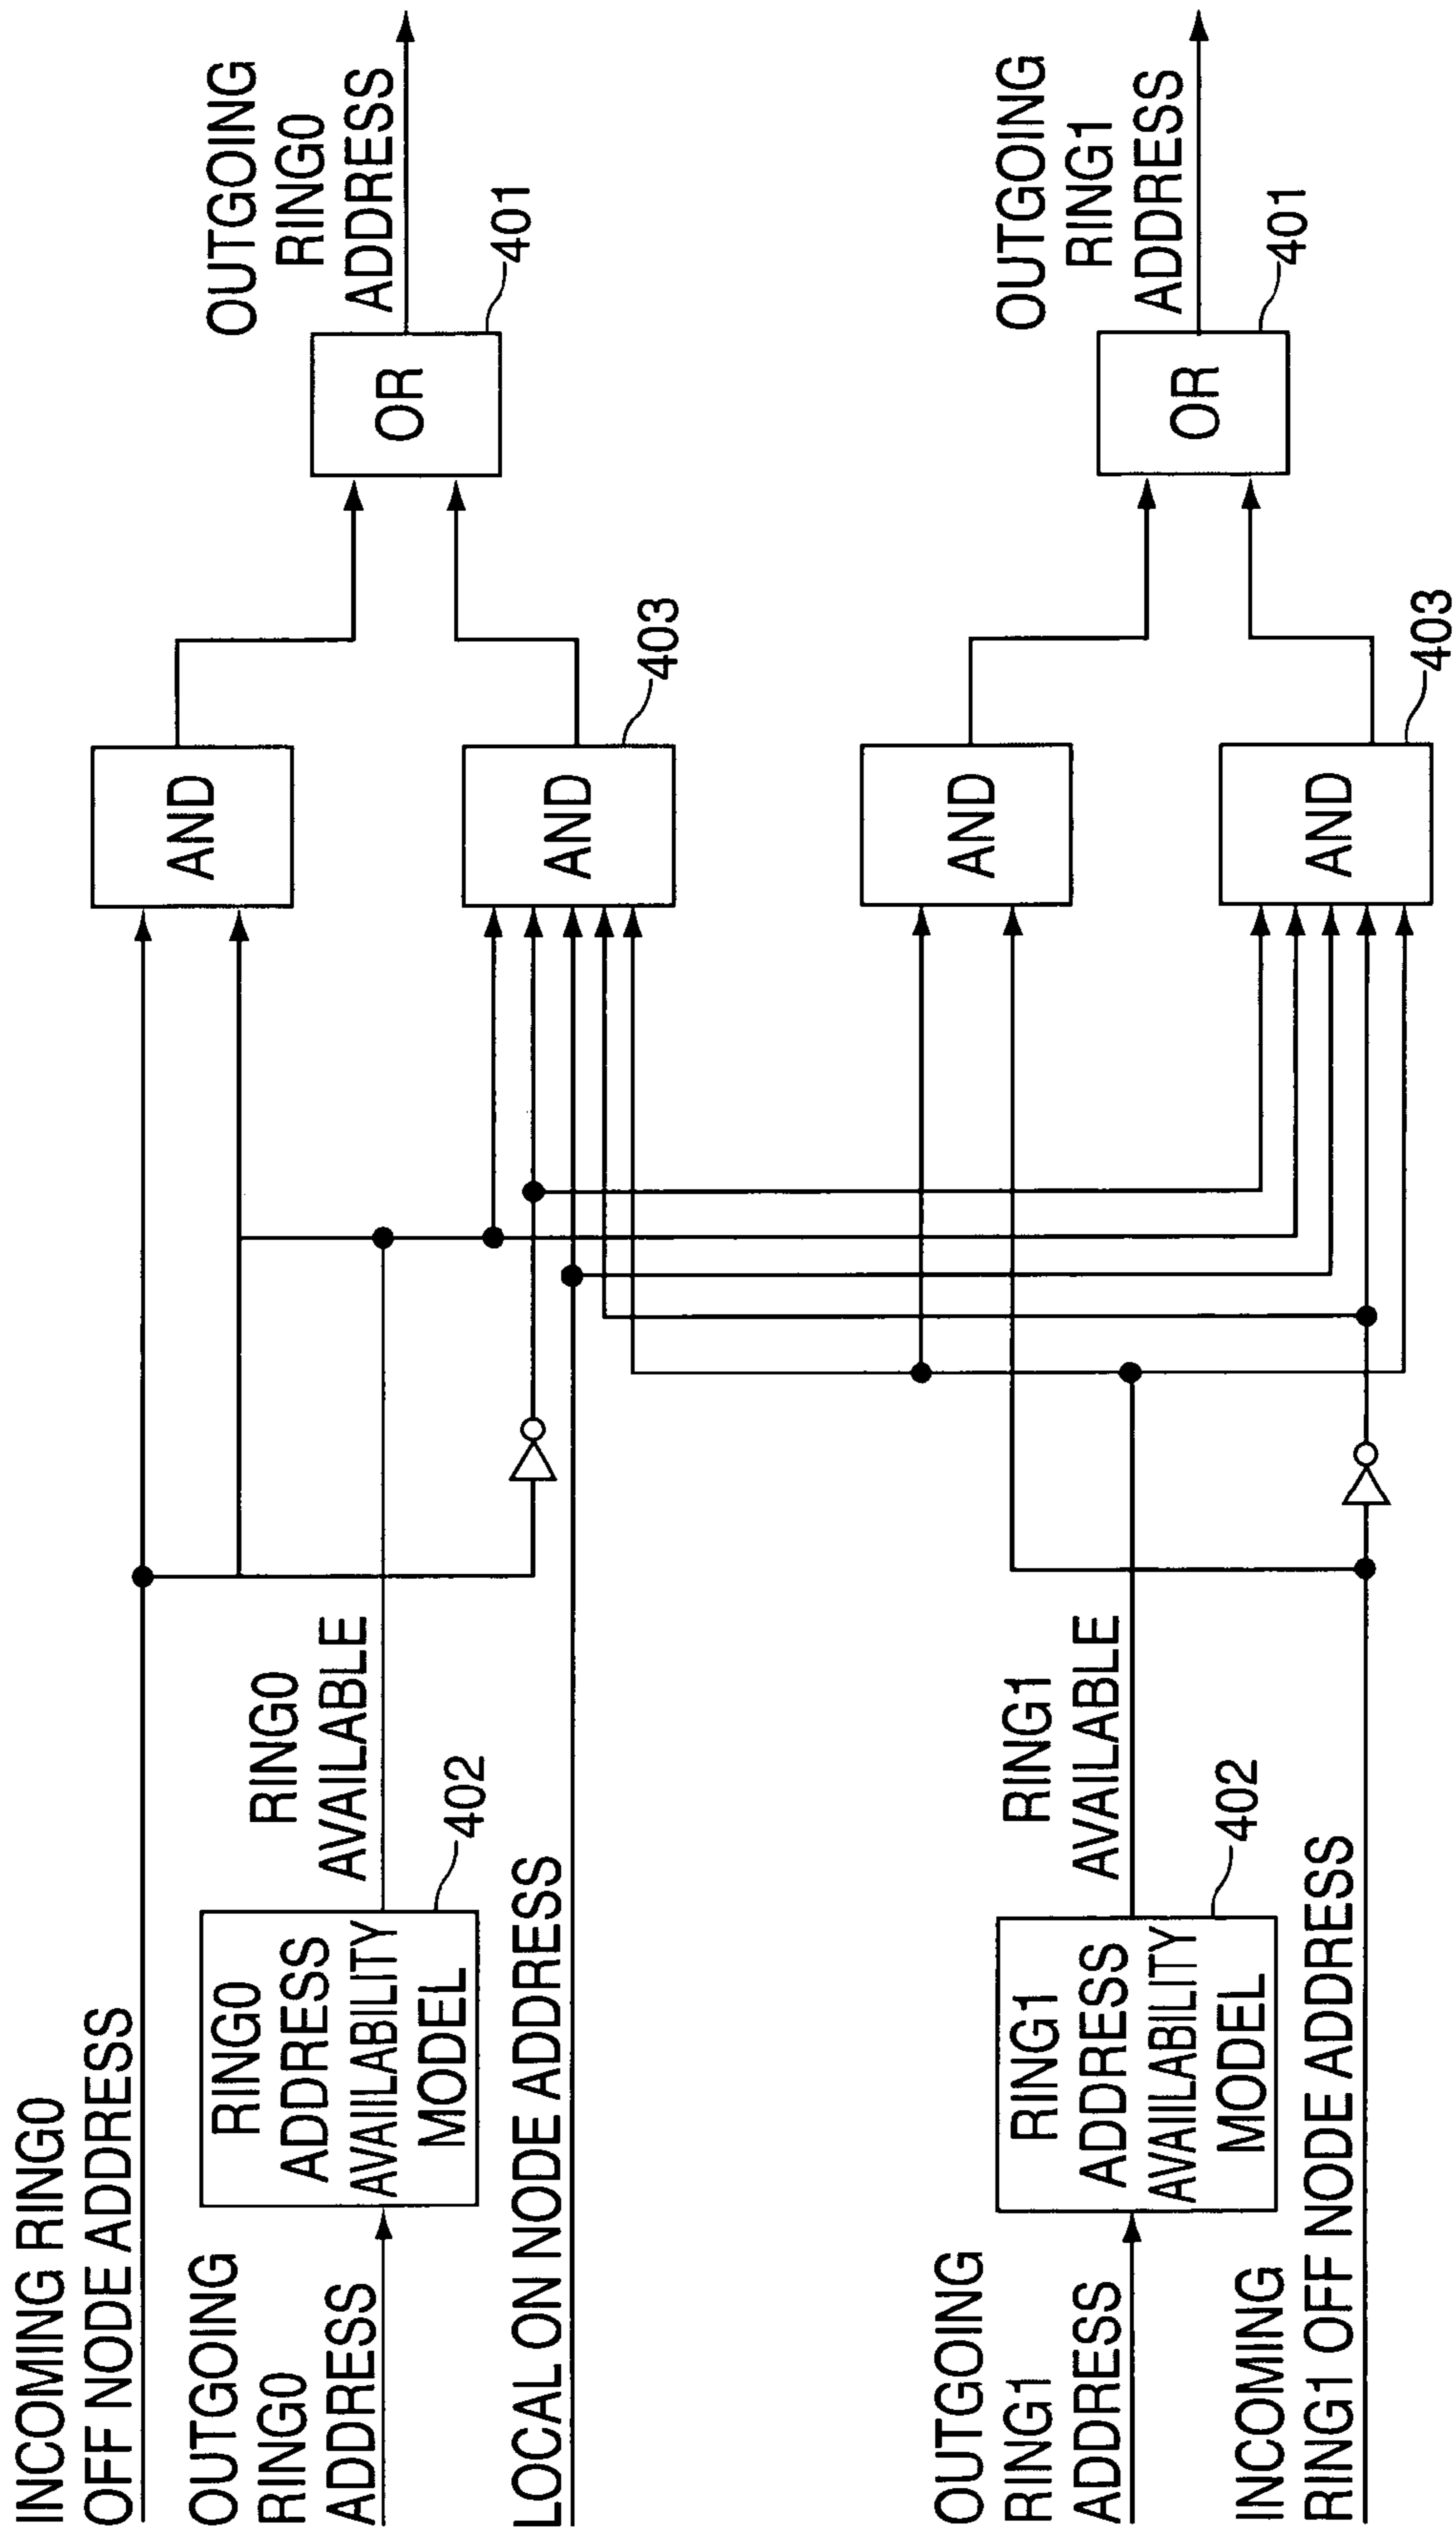 INCOMING RING0
OFF NODE ADDRESS
OUTGOING
RING0
ADDRESS
RING0
ADDRESS
AVAIILABILITY
MODEL
402
RING0
AVAILABLE
LOCAL ON NODE ADDRESS
AND
AND
403
OR
401
OUTGOING
RING0
ADDRESS
OUTGOING
RING1
ADDRESS
RING1
ADDRESS
AVAIILABILITY
MODEL
402
RING1
AVAILABLE
INCOMING
RING1 OFF NODE ADDRESS
AND
AND
403
OR
401
OUTGOING
RING1
ADDRESS